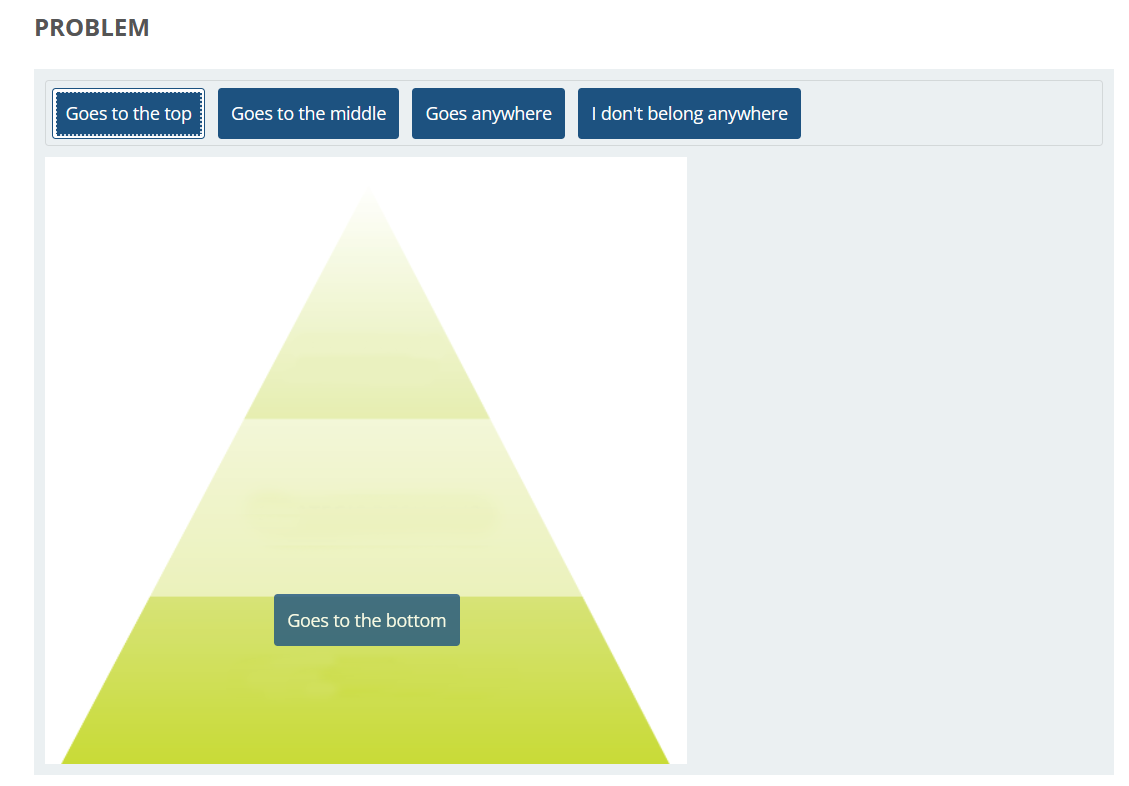 PROBLEM
Goes to the top
Goes to the middle
Goes anywhere
I don't belong anywhere
Goes to the bottom